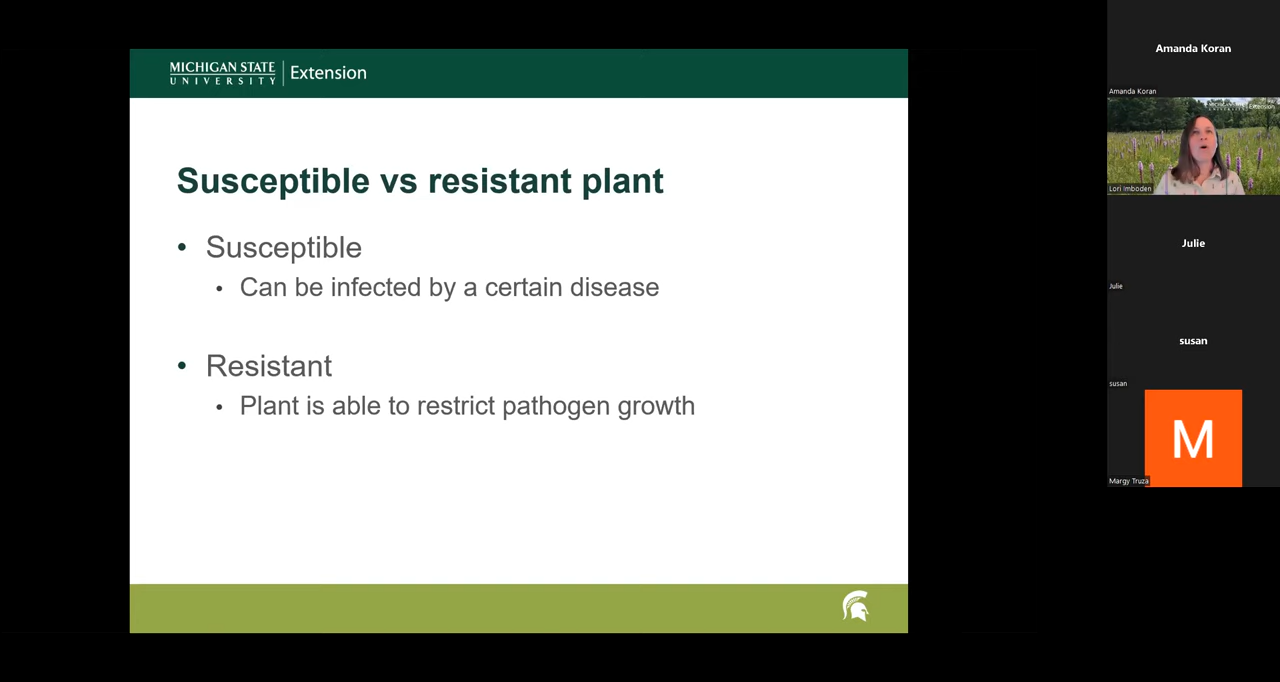 MICHIGAN STATE
UNIVERSITY
Extension
Susceptible vs resistant plant
• Susceptible
• Can be infected by a certain disease
• Resistant
• Plant is able to restrict pathogen growth
Amanda Koran
Amanda Koran
Extension
Lori Imboden
Julie
Julie
susan
susan
M
Margy Truza